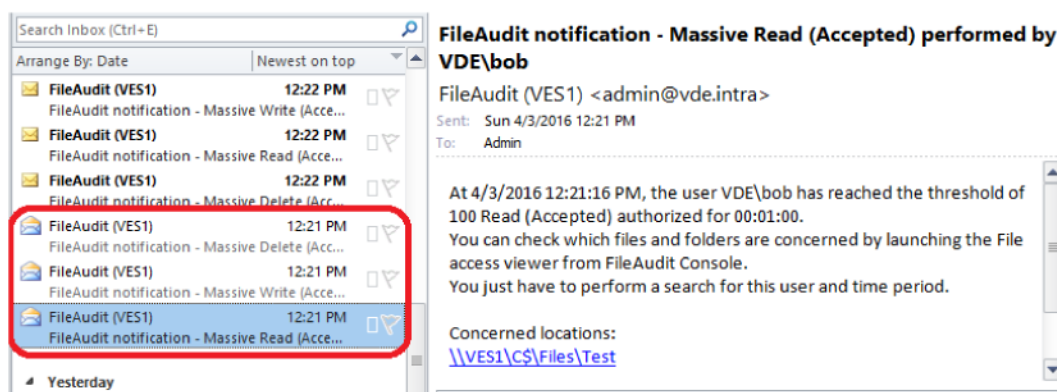 Search Inbox (Ctrl+E)
Arrange By: Date Newest on top
FileAudit (VES1) 12:22 PM
FileAudit notification - Massive Write (Acce...
FileAudit (VES1) 12:22 PM
FileAudit notification - Massive Read (Acce...
FileAudit (VES1) 12:22 PM
FileAudit notification - Massive Delete (Acc...
FileAudit (VES1) 12:21 PM
FileAudit notification - Massive Delete (Acc...
FileAudit (VES1) 12:21 PM
FileAudit notification - Massive Write (Acce...
FileAudit (VES1) 12:21 PM
FileAudit notification - Massive Read (Acce...
Yesterday
FileAudit notification - Massive Read (Accepted) performed by
VDE\bob
FileAudit (VES1) <admin@vde.intra>
Sent: Sun 4/3/2016 12:21 PM
To: Admin
At 4/3/2016 12:21:16 PM, the user VDE\bob has reached the threshold of
100 Read (Accepted) authorized for 00:01:00.
You can check which files and folders are concerned by launching the File
access viewer from FileAudit Console.
You just have to perform a search for this user and time period.
Concerned locations:
\\VES1\C$\Files\Test